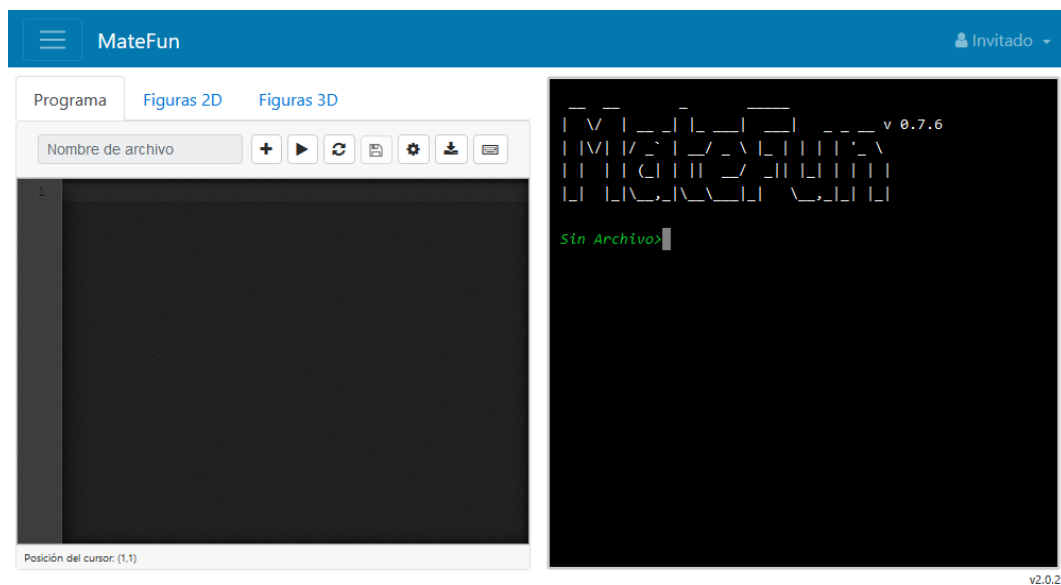 MateFun
Invitado
Programa Figuras 2D Figuras 3D
Nombre de archivo
1
Posición del cursor: (1,1)
MateFun v 0.7.6
Sin Archivo>
v2.0.2